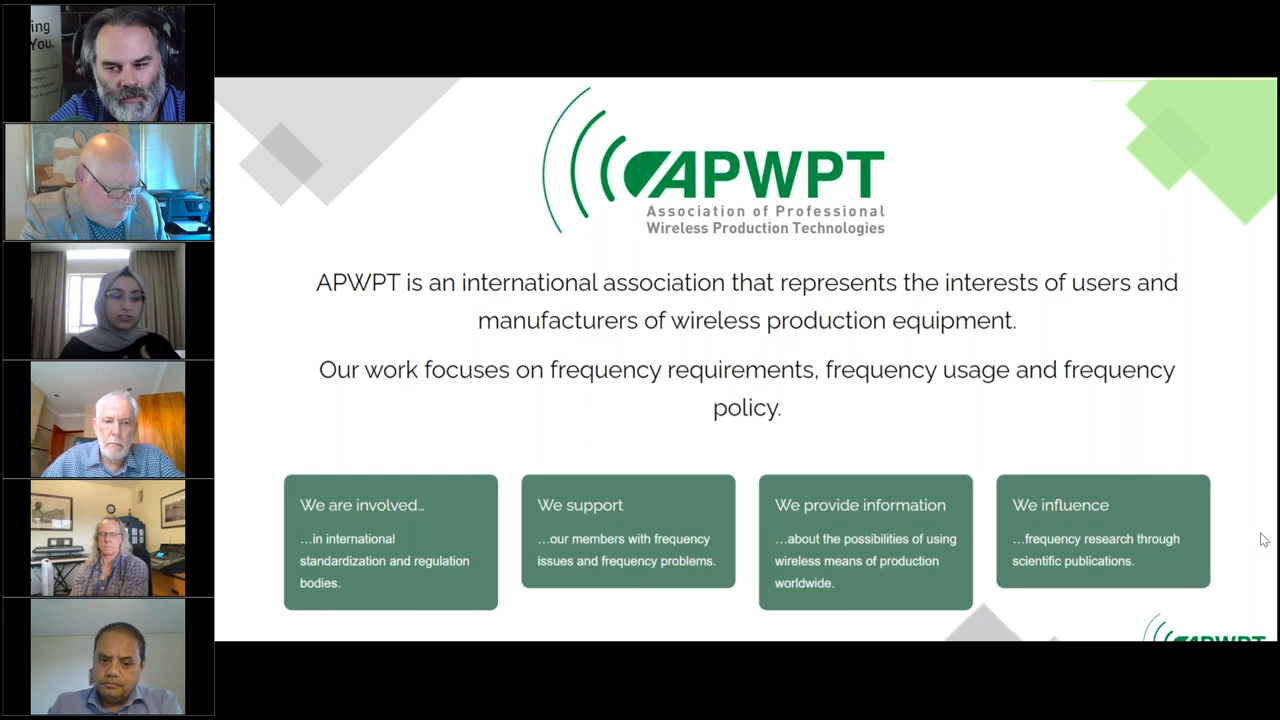 ing
You.
APWPT
Association of Professional
Wireless Production Technologies
APWPT is an international association that represents the interests of users and
manufacturers of wireless production equipment.
Our work focuses on frequency requirements, frequency usage and frequency
policy.
We are involved…
…in international
standardization and regulation
bodies.
We support
…our members with frequency
issues and frequency problems.
We provide information
…about the possibilities of using
wireless means of production
worldwide.
We influence
…frequency research through
scientific publications.
APWPT